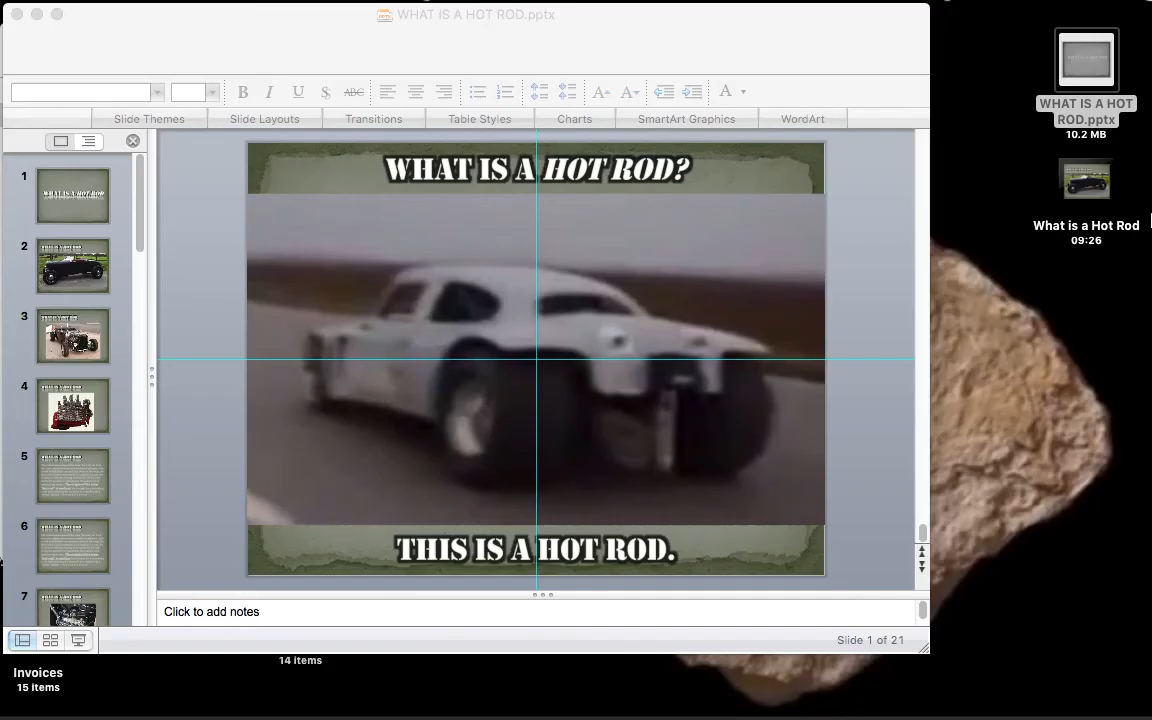 WHAT IS A HOT ROD.pptx
B I U S ABC A A A
Slide Themes Slide Layouts Transitions Table Styles Charts SmartArt Graphics WordArt
1
2
3
4
5
6
7
WHAT IS A HOT ROD?
THIS IS A HOT ROD.
Click to add notes
Slide 1 of 21
WHAT IS A HOT
ROD.pptx
10.2 MB
What is a Hot Rod
09:26
14 items
Invoices
15 items